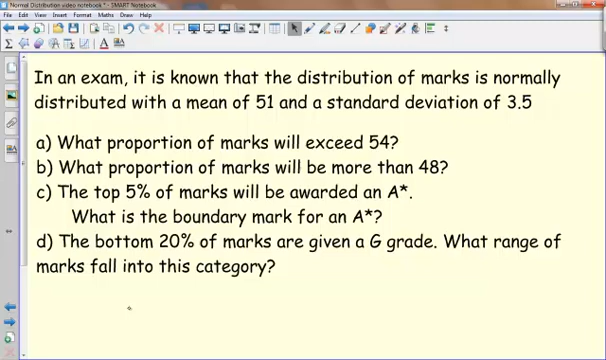 Normal Distribution video notebook * - SMART Notebook
File Edit View Insert Format Maths Draw Help
In an exam, it is known that the distribution of marks is normally
distributed with a mean of 51 and a standard deviation of 3.5
a) What proportion of marks will exceed 54?
b) What proportion of marks will be more than 48?
c) The top 5% of marks will be awarded an A*.
What is the boundary mark for an A*?
d) The bottom 20% of marks are given a G grade. What range of
marks fall into this category?